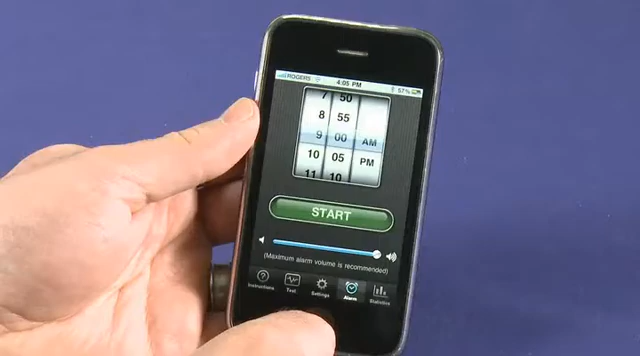 ROGERS 4:05 PM 57%
7 50
8 55
9 00 AM
10 05 PM
11 10
START
(Maximum alarm volume is recommended)
Instructions Test Settings Alarm Statistics